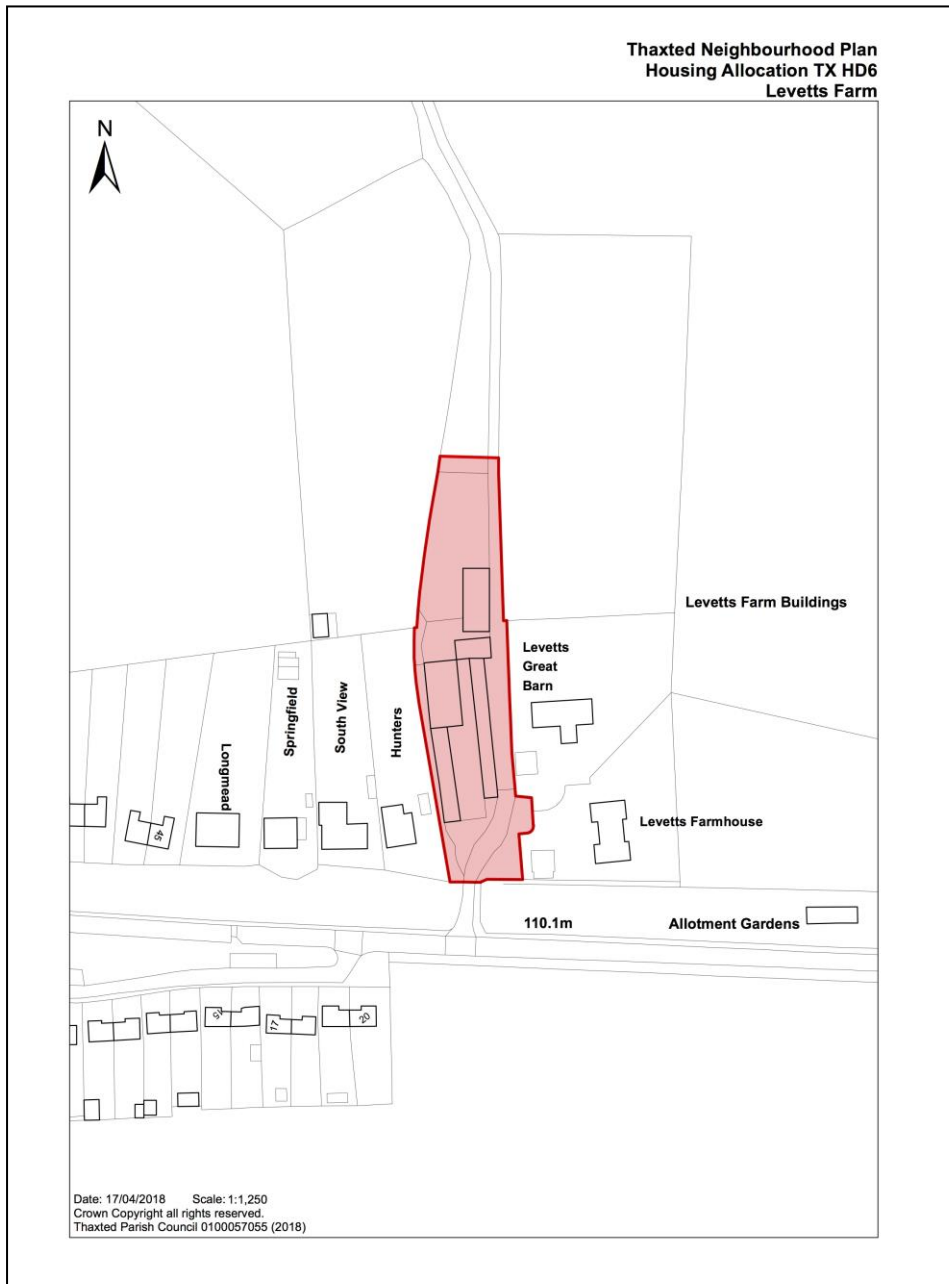 Thaxted Neighbourhood Plan
Housing Allocation TX HD6
Levetts Farm
N
Levetts Farm Buildings
Levetts
Great
Barn
Hunters
South View
Springfield
Longmead
45
Levetts Farmhouse
110.1m
Allotment Gardens
15
17
20
Date: 17/04/2018 Scale: 1:1,250
Crown Copyright all rights reserved.
Thaxted Parish Council 0100057055 (2018)